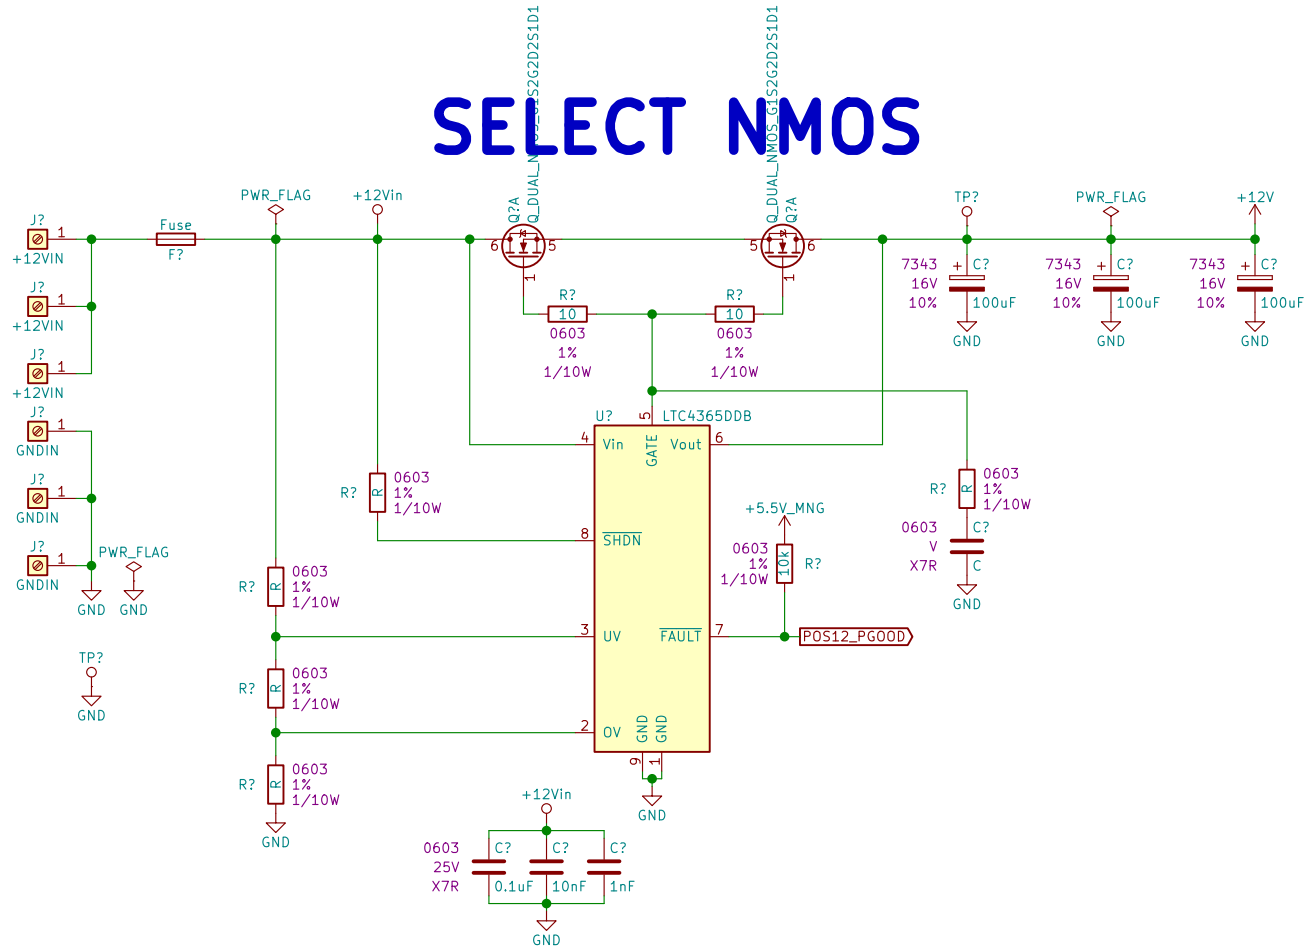 SELECT NMOS
Q?A
Q_DUAL_NMOS_G1S2G2D2S1D1
Q_DUAL_NMOS_G1S2G2D2S1D1
Q?A
PWR_FLAG
+12Vin
TP?
PWR_FLAG
+12V
J?
1
+12VIN
Fuse
F?
6
5
1
5
6
1
7343
16V
10%
+
C?
100uF
GND
7343
16V
10%
+
C?
100uF
GND
7343
16V
10%
+
C?
100uF
GND
J?
1
+12VIN
J?
1
+12VIN
R?
10
0603
1%
1/10W
R?
10
0603
1%
1/10W
J?
1
GNDIN
J?
1
GNDIN
J?
1
GNDIN
PWR_FLAG
GND
GND
TP?
GND
U?
LTC4365DDB
5
GATE
4
Vin
Vout
6
8
SHDN
3
UV
FAULT
7
2
OV
GND
GND
9
1
GND
R?
R
0603
1%
1/10W
R?
R
0603
1%
1/10W
R?
R
0603
1%
1/10W
R?
R
0603
1%
1/10W
GND
+5.5V_MNG
0603
1%
1/10W
10k
R?
POS12_PGOOD
R?
R
0603
1%
1/10W
0603
V
X7R
C?
C
GND
+12Vin
0603
25V
X7R
C?
0.1uF
C?
10nF
C?
1nF
GND